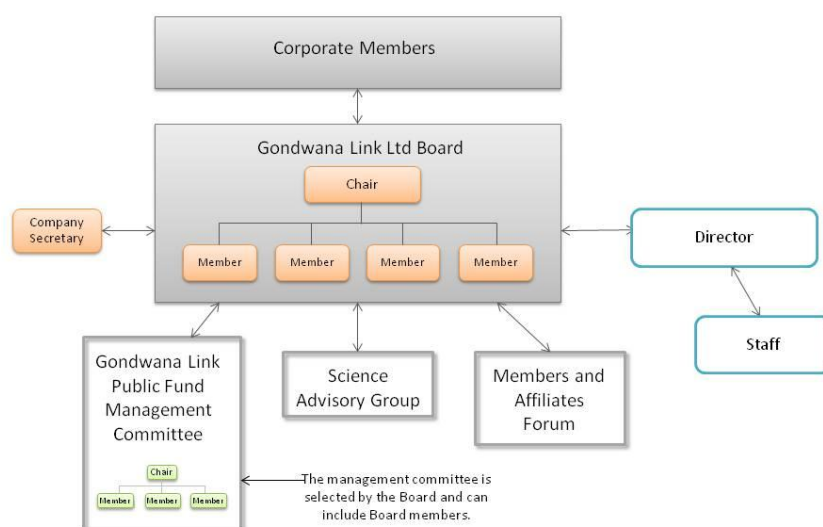 Corporate Members
Gondwana Link Ltd Board
Chair
Company
Secretary
Member
Member
Member
Member
Director
Staff
Gondwana Link
Public Fund
Management
Committee
Chair
Member
Member
Member
Science
Advisory Group
Members and
Affiliates
Forum
The management committee is
selected by the Board and can
include Board members.